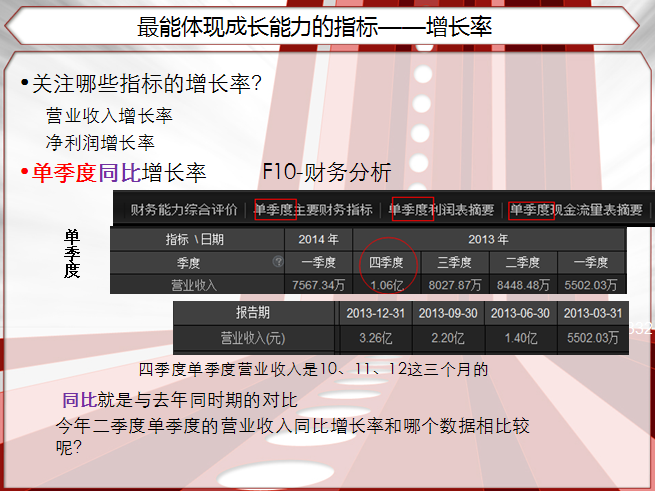 最能体现成长能力的指标——增长率
•关注哪些指标的增长率？
营业收入增长率
净利润增长率
•单季度同比增长率 F10-财务分析
财务能力综合评价 | 单季度主要财务指标 | 单季度利润表摘要 | 单季度现金流量表摘要 |
单季度
指标 \ 日期 2014 年 2013 年
季度 ? 一季度 四季度 三季度 二季度 一季度
营业收入 7567.34万 1.06亿 8027.87万 8448.48万 5502.03万
报告期 2013-12-31 2013-09-30 2013-06-30 2013-03-31
营业收入(元) 3.26亿 2.20亿 1.40亿 5502.03万
四季度单季度营业收入是10、11、12这三个月的
同比就是与去年同时期的对比
今年二季度单季度的营业收入同比增长率和哪个数据相比较
呢？